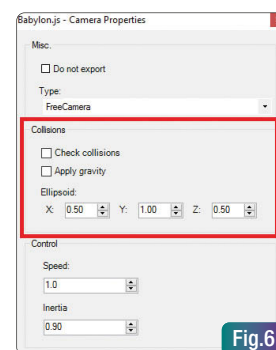 Babylon.js - Camera Properties
Misc.
Do not export
Type:
FreeCamera
Collisions
Check collisions
Apply gravity
Ellipsoid:
X: 0.50 Y: 1.00 Z: 0.50
Control
Speed:
1.0
Inertia
0.90
Fig.6